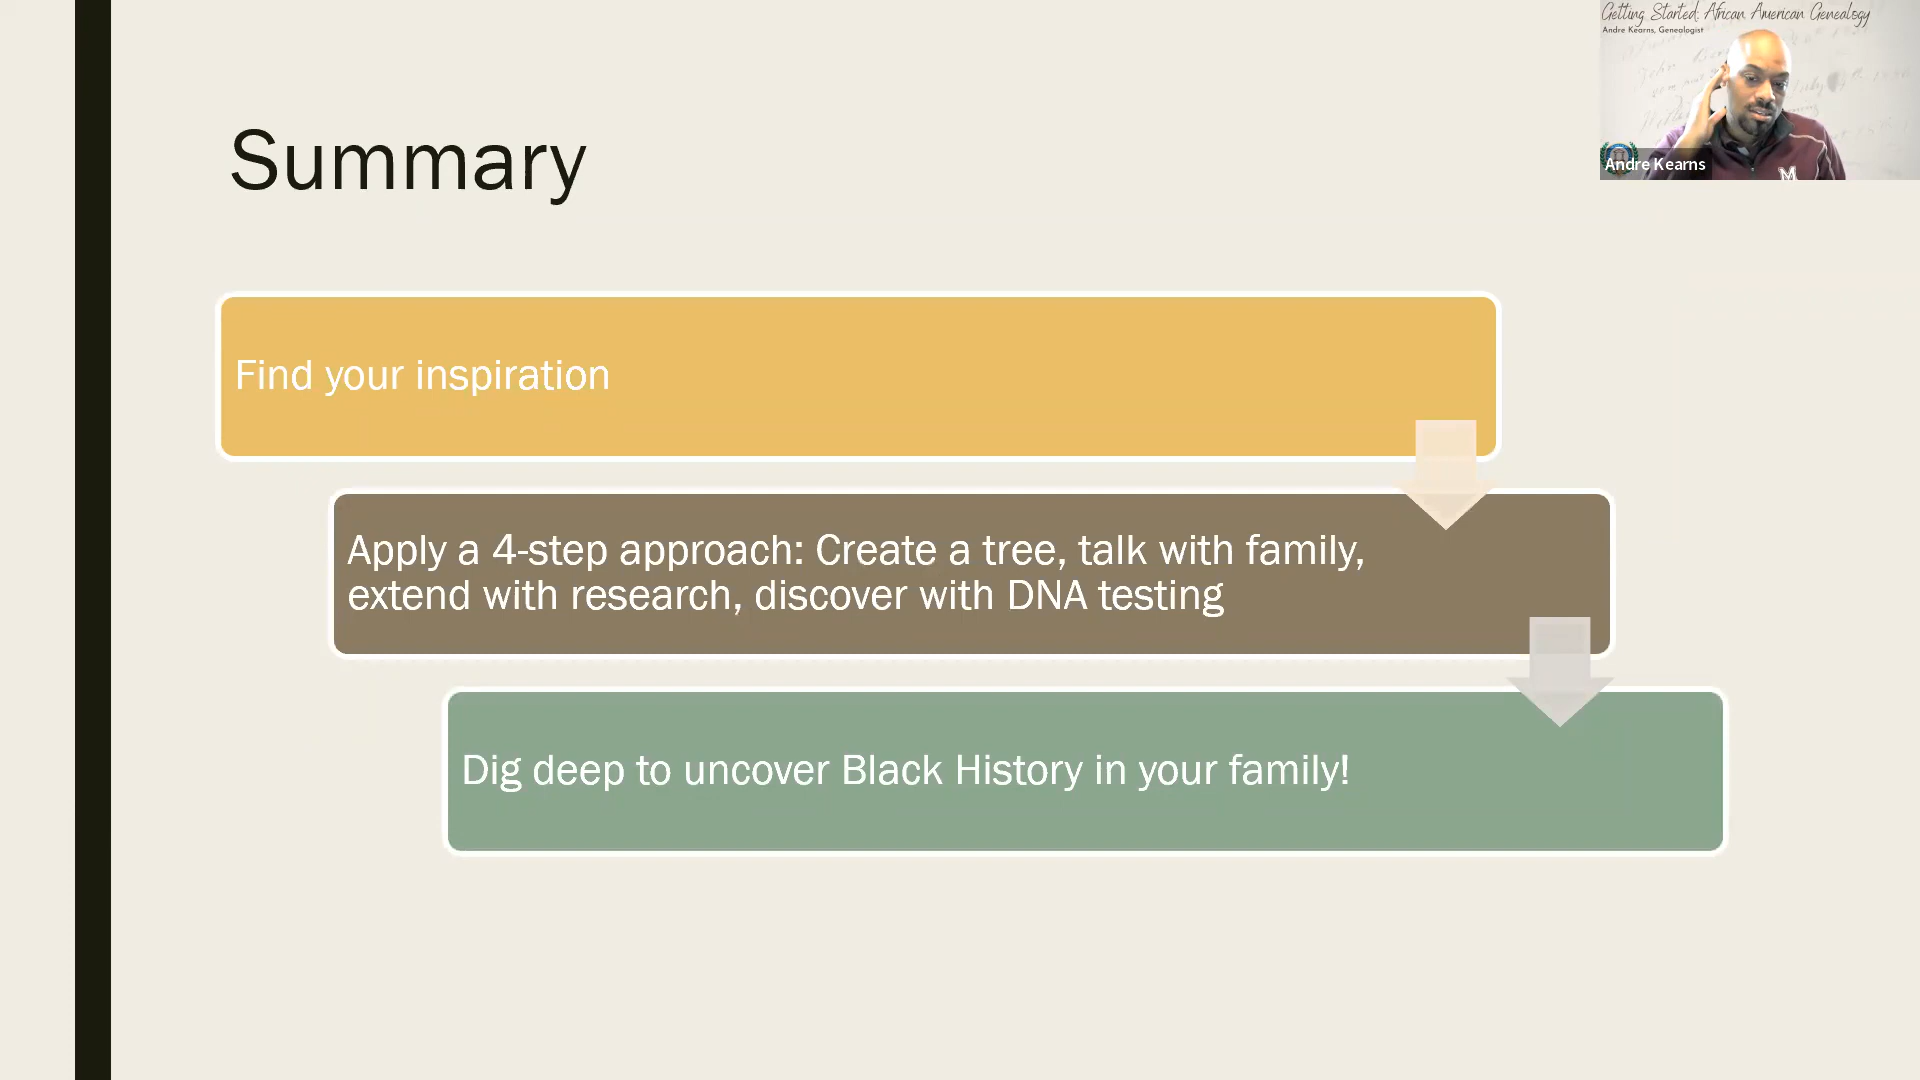 Summary
Find your inspiration
Apply a 4-step approach: Create a tree, talk with family,
extend with research, discover with DNA testing
Dig deep to uncover Black History in your family!
Getting Started: African American Genealogy
Andre Kearns, Genealogist
Andre Kearns
M